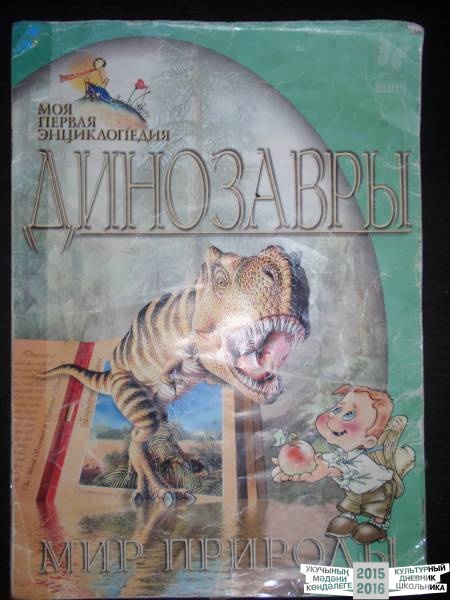 МОЯ
ПЕРВАЯ
ЭНЦИКЛОПЕДИЯ
ДИНОЗАВРЫ
МИР ПРИРОДЫ
УКУЧЫНЫҢ
МӘДӘНИ
КӨНДӘЛЕГЕ
2015
2016
КУЛЬТУРНЫЙ
ДНЕВНИК
ШКОЛЬНИКА